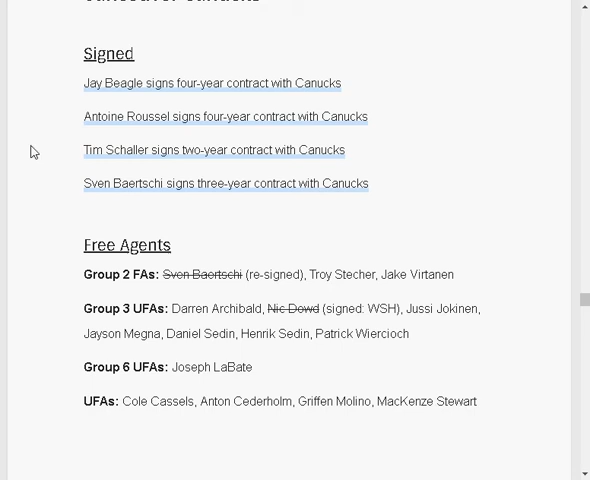 Signed
Jay Beagle signs four-year contract with Canucks
Antoine Roussel signs four-year contract with Canucks
Tim Schaller signs two-year contract with Canucks
Sven Baertschi signs three-year contract with Canucks
Free Agents
Group 2 FAs: Sven Baertschi (re-signed), Troy Stecher, Jake Virtanen
Group 3 UFAs: Darren Archibald, Nic Dowd (signed: WSH), Jussi Jokinen,
Jayson Megna, Daniel Sedin, Henrik Sedin, Patrick Wiercioch
Group 6 UFAs: Joseph LaBate
UFAs: Cole Cassels, Anton Cederholm, Griffen Molino, MacKenze Stewart